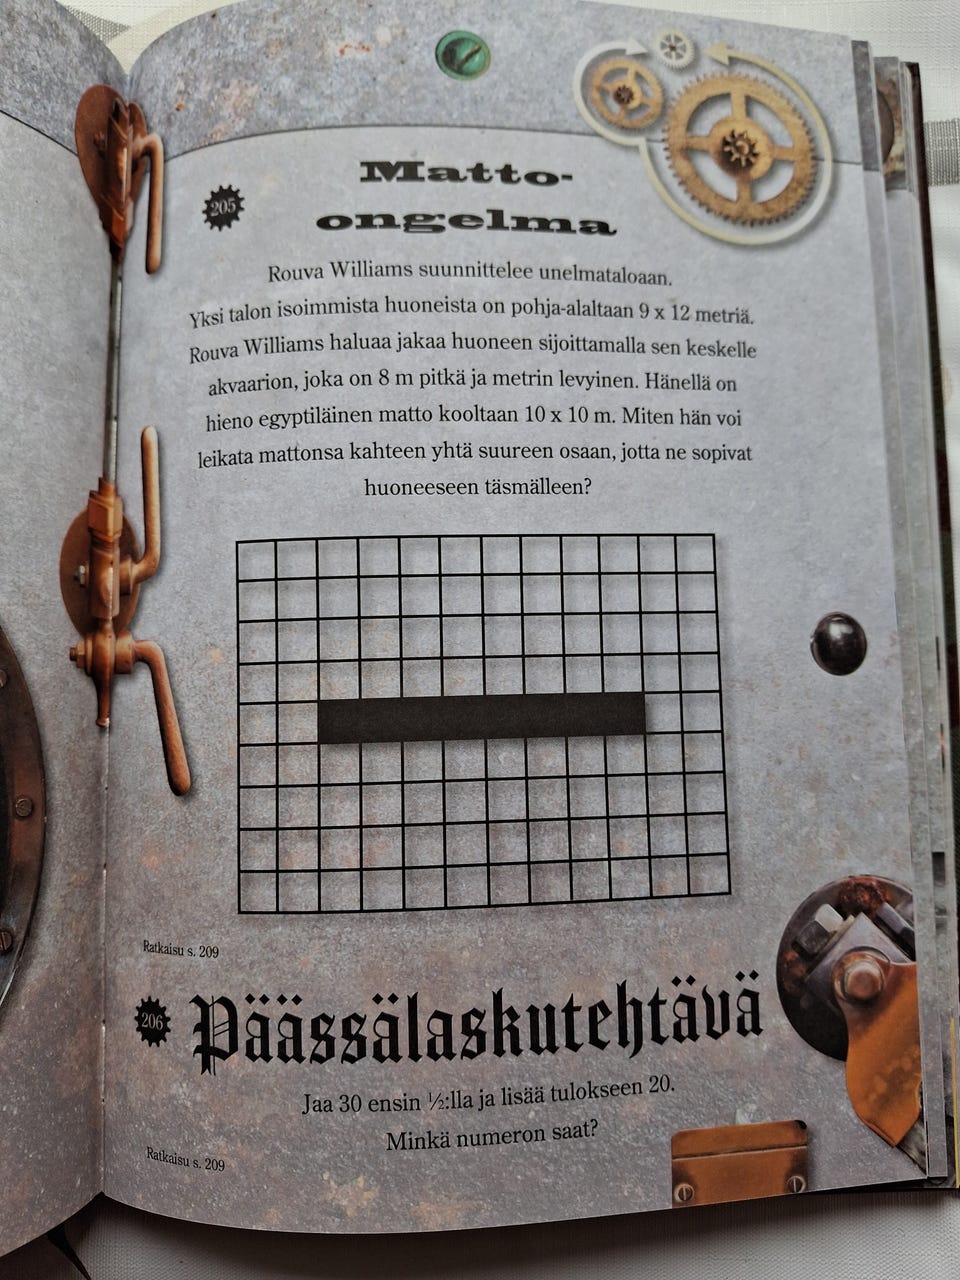 205
Matto-
ongelma
Rouva Williams suunnittelee unelmataloaan.
Yksi talon isoimmista huoneista on pohja-alaltaan 9 x 12 metriä.
Rouva Williams haluaa jakaa huoneen sijoittamalla sen keskelle
akvaarion, joka on 8 m pitkä ja metrin levyinen. Hänellä on
hieno egyptiläinen matto kooltaan 10 x 10 m. Miten hän voi
leikata mattonsa kahteen yhtä suureen osaan, jotta ne sopivat
huoneeseen täsmälleen?
Ratkaisu s. 209
206
Päässälaskutehtävä
Jaa 30 ensin ½:lla ja lisää tulokseen 20.
Minkä numeron saat?
Ratkaisu s. 209